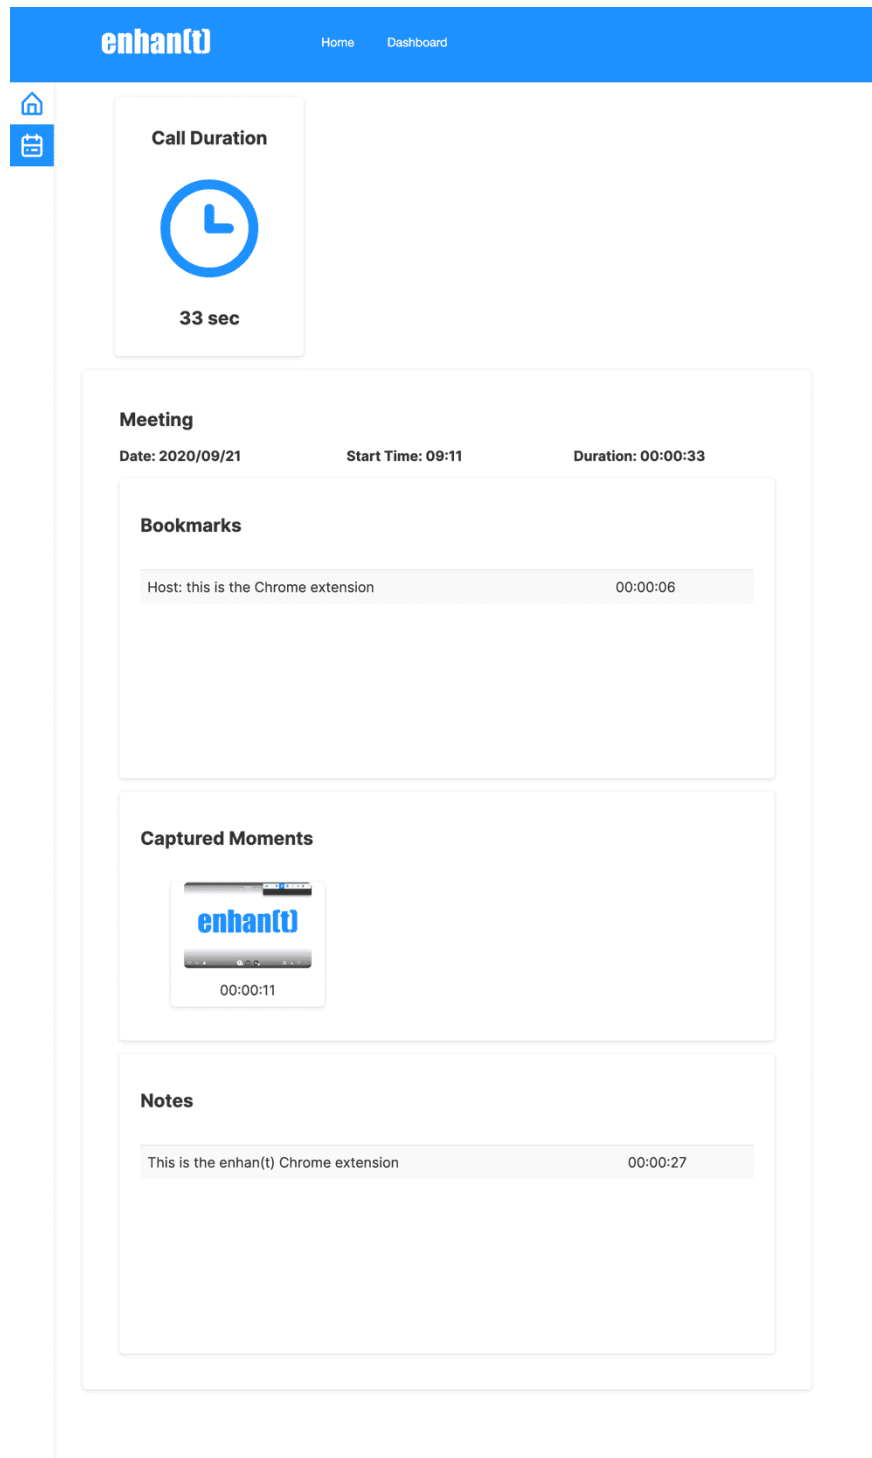 enhan(t)
Home Dashboard
Call Duration
33 sec
Meeting
Date: 2020/09/21 Start Time: 09:11 Duration: 00:00:33
Bookmarks
Host: this is the Chrome extension 00:00:06
Captured Moments
enhan(t)
00:00:11
Notes
This is the enhan(t) Chrome extension 00:00:27